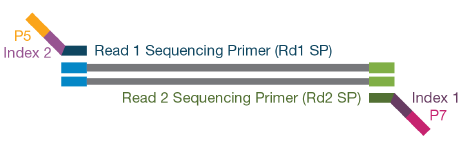 P5
Index 2
Read 1 Sequencing Primer (Rd1 SP)
Read 2 Sequencing Primer (Rd2 SP)
Index 1
P7